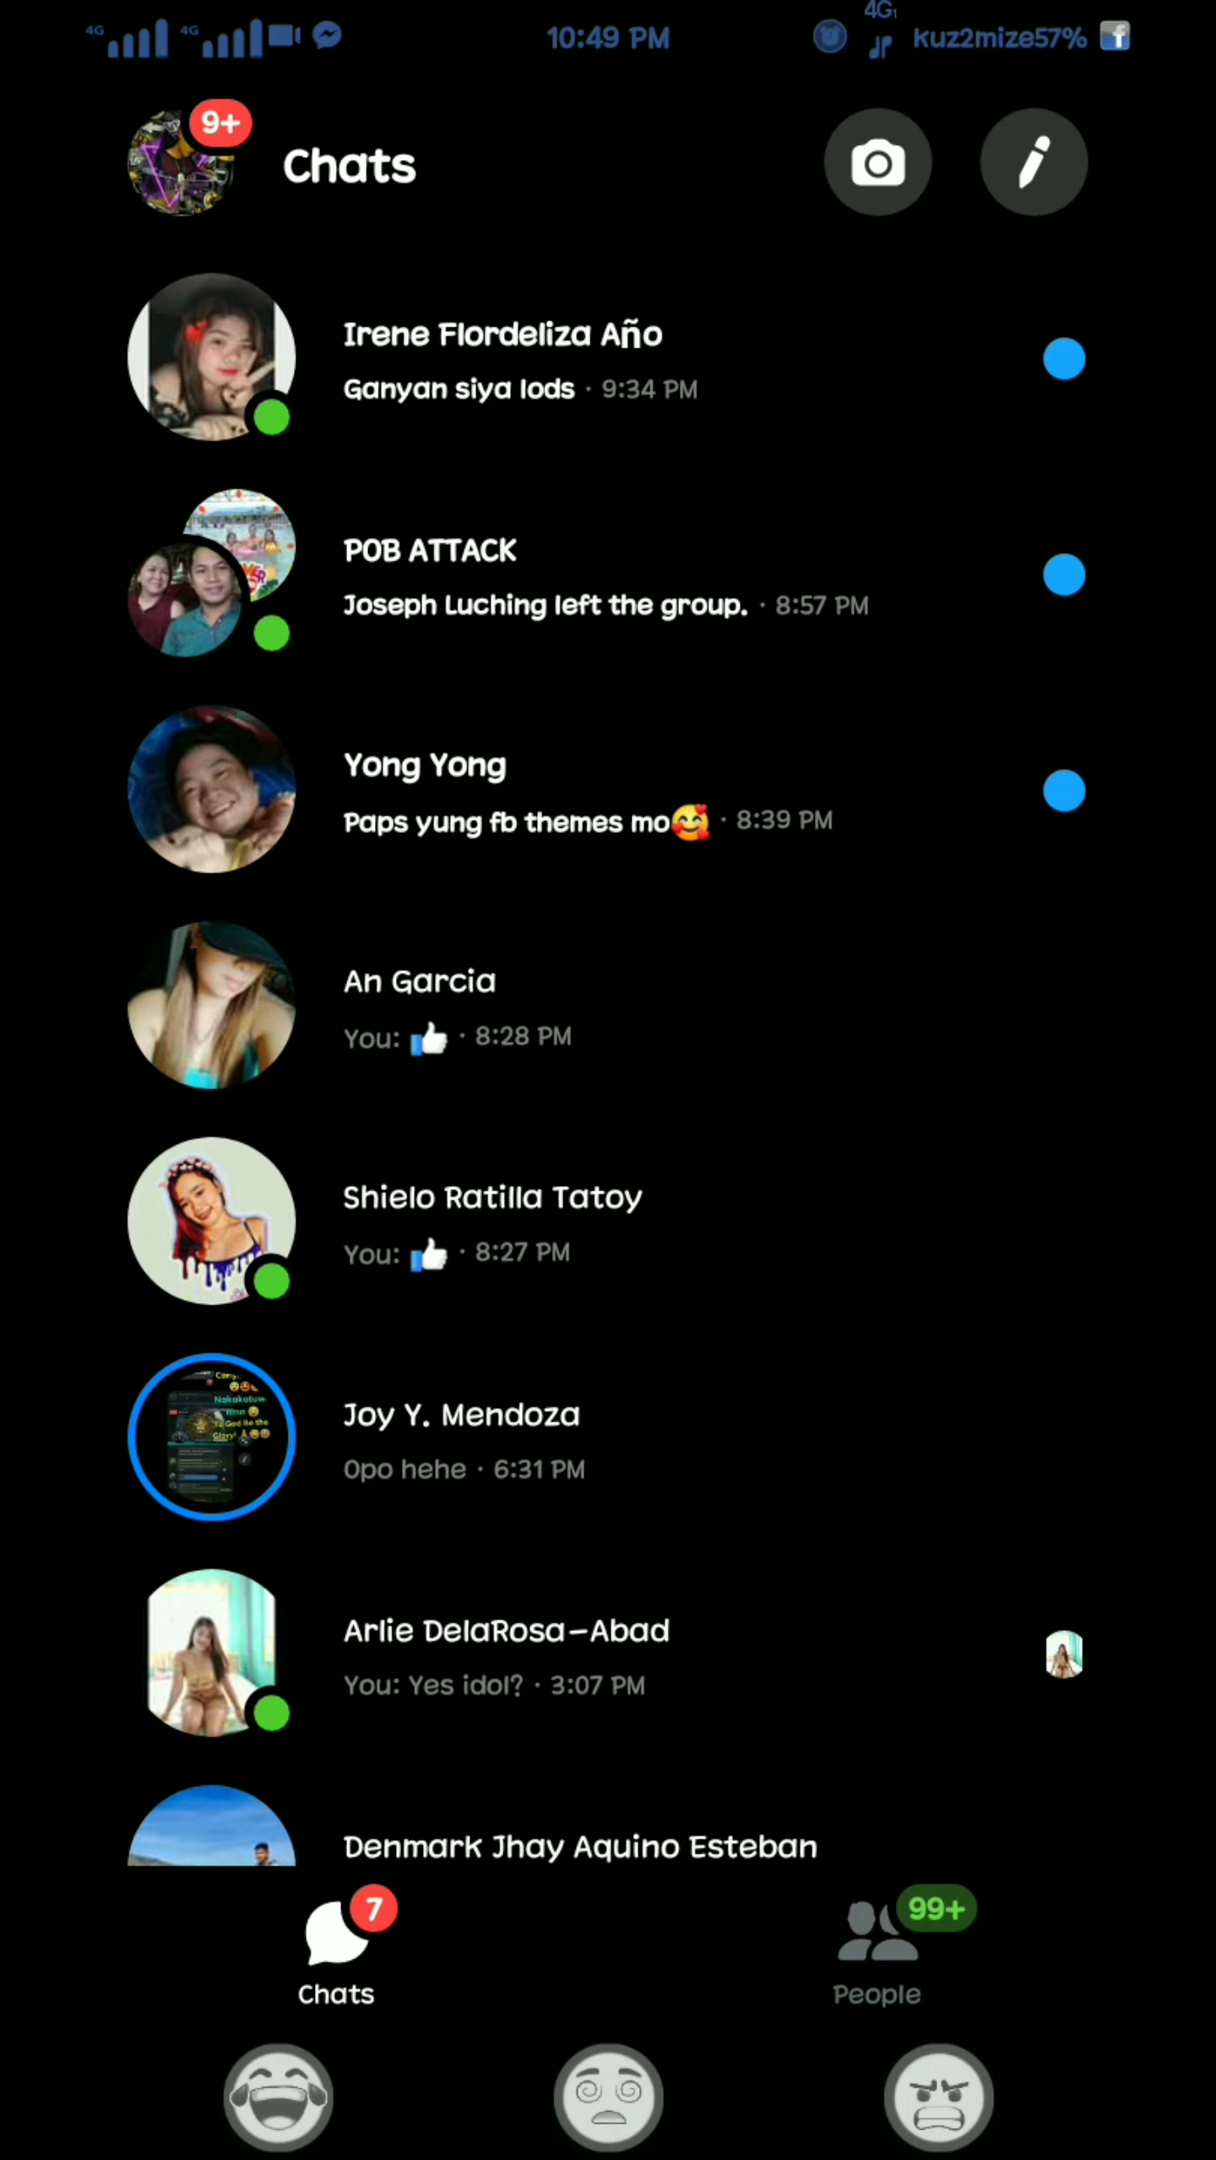 4G 4G 10:49 PM 4G kuz2mize57%
9+
Chats
Irene Flordeliza Año
Ganyan siya lods · 9:34 PM
POB ATTACK
Joseph Luching left the group. · 8:57 PM
Yong Yong
Paps yung fb themes mo🥰 · 8:39 PM
An Garcia
You: 👍 · 8:28 PM
Shielo Ratilla Tatoy
You: 👍 · 8:27 PM
Joy Y. Mendoza
Opo hehe · 6:31 PM
Arlie DelaRosa-Abad
You: Yes idol? · 3:07 PM
Denmark Jhay Aquino Esteban
7
99+
Chats
People